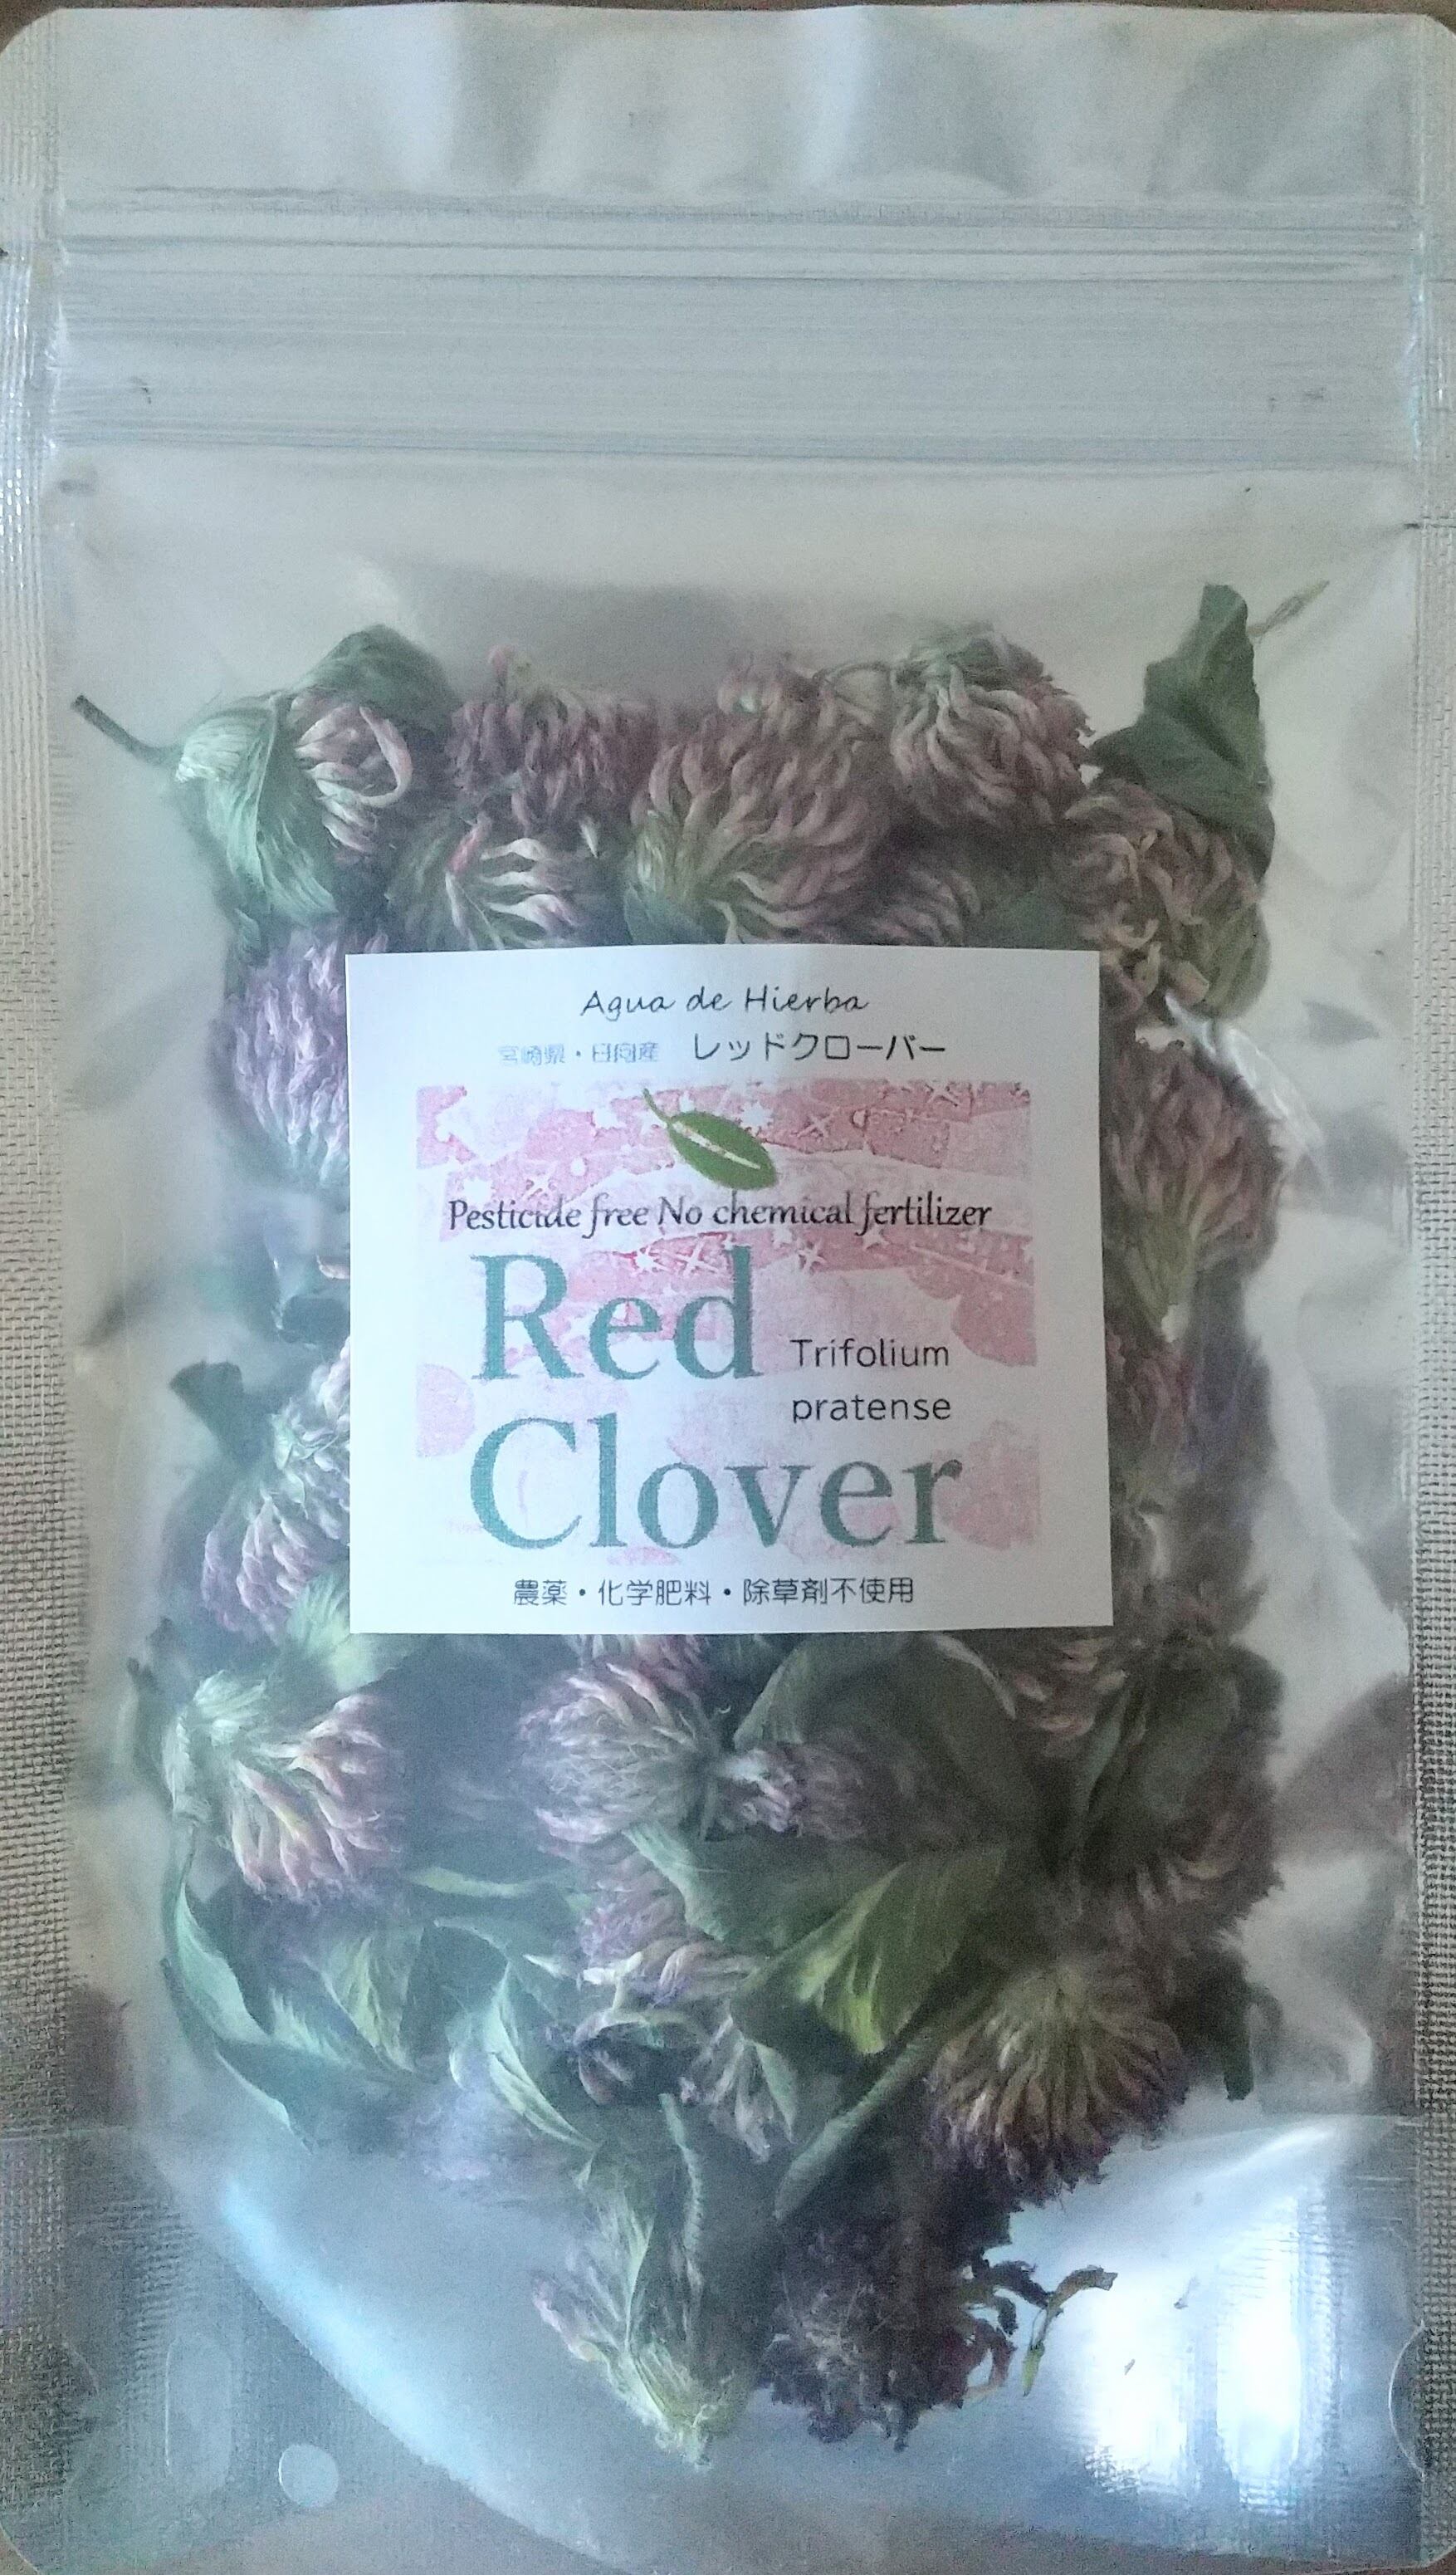 Agua de Hierba
宮崎県・日向産 レッドクローバー
Pesticide free No chemical fertilizer
Red
Trifolium
pratense
Clover
農薬・化学肥料・除草剤不使用